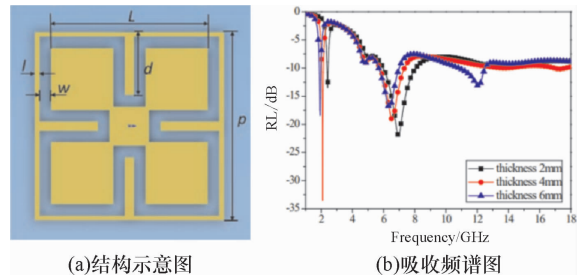 L
l
d
w
p
(a)结构示意图
0
-5
-10
-15
-20
-25
-30
-35
RL/dB
2 4 6 8 10 12 14 16 18
Frequency/GHz
thickness 2mm
thickness 4mm
thickness 6mm
(b)吸收频谱图